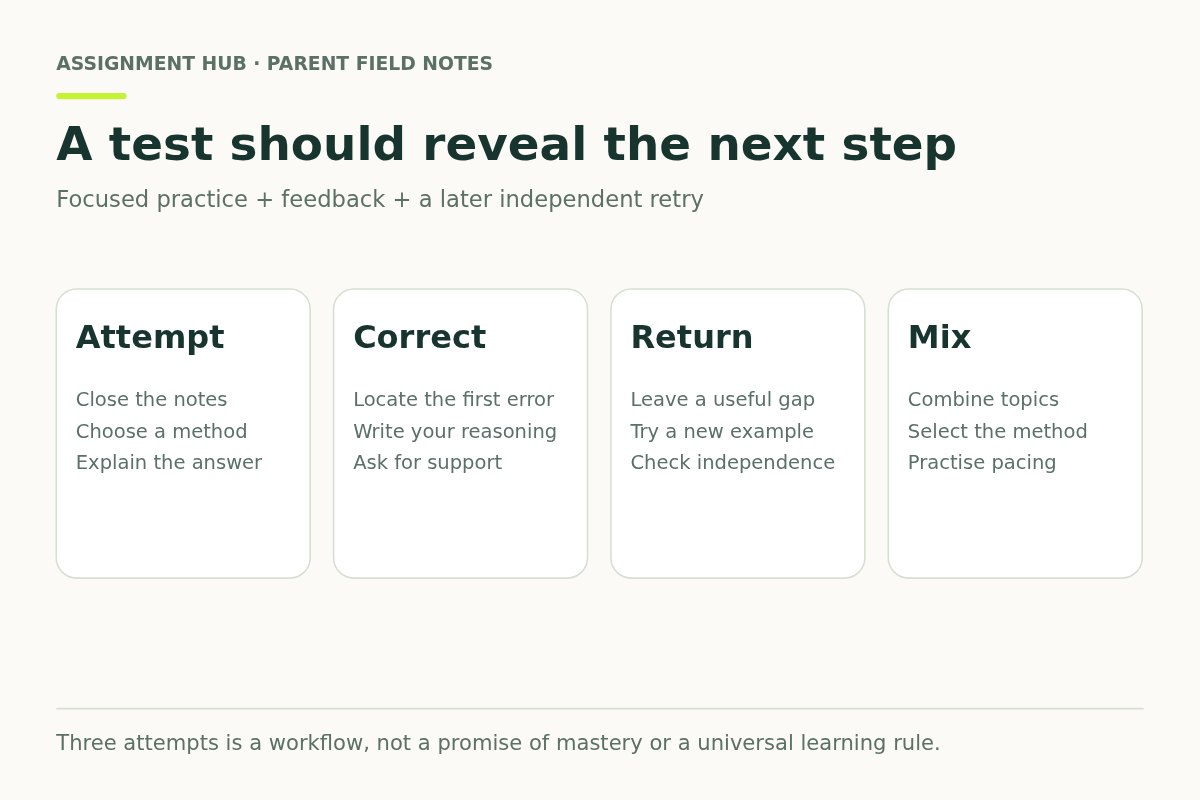 ASSIGNMENT HUB · PARENT FIELD NOTES
A test should reveal the next step
Focused practice + feedback + a later independent retry
Attempt
Close the notes
Choose a method
Explain the answer
Correct
Locate the first error
Write your reasoning
Ask for support
Return
Leave a useful gap
Try a new example
Check independence
Mix
Combine topics
Select the method
Practise pacing
Three attempts is a workflow, not a promise of mastery or a universal learning rule.